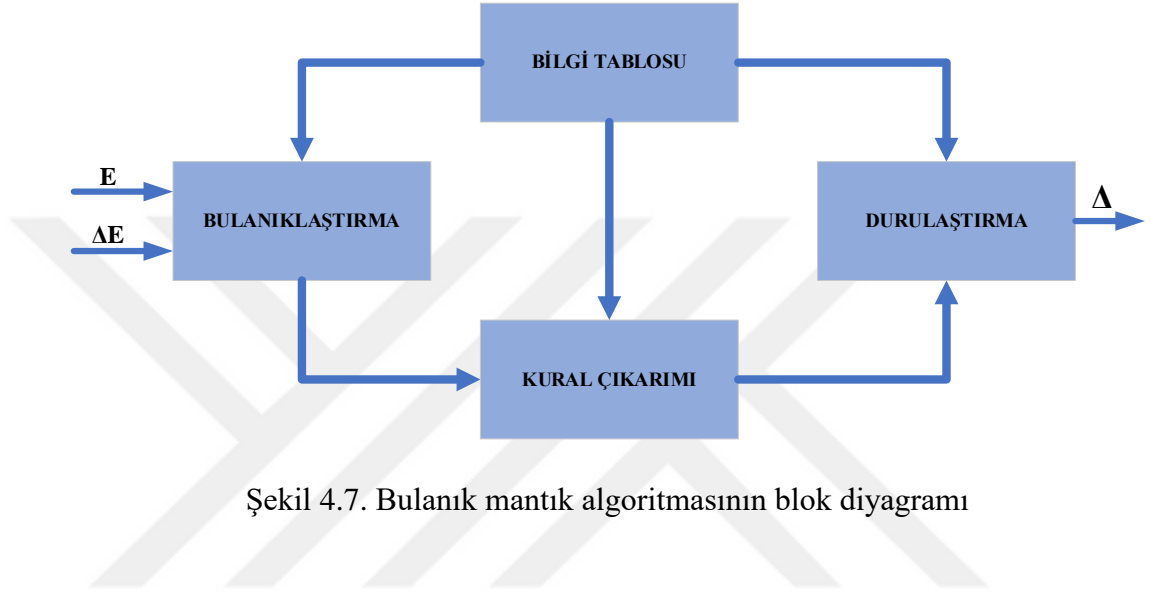 BİLGİ TABLOSU
E
ΔE
BULANIKLAŞTIRMA
DURULAŞTIRMA
Δ
KURAL ÇIKARIMI
Şekil 4.7. Bulanık mantık algoritmasının blok diyagramı